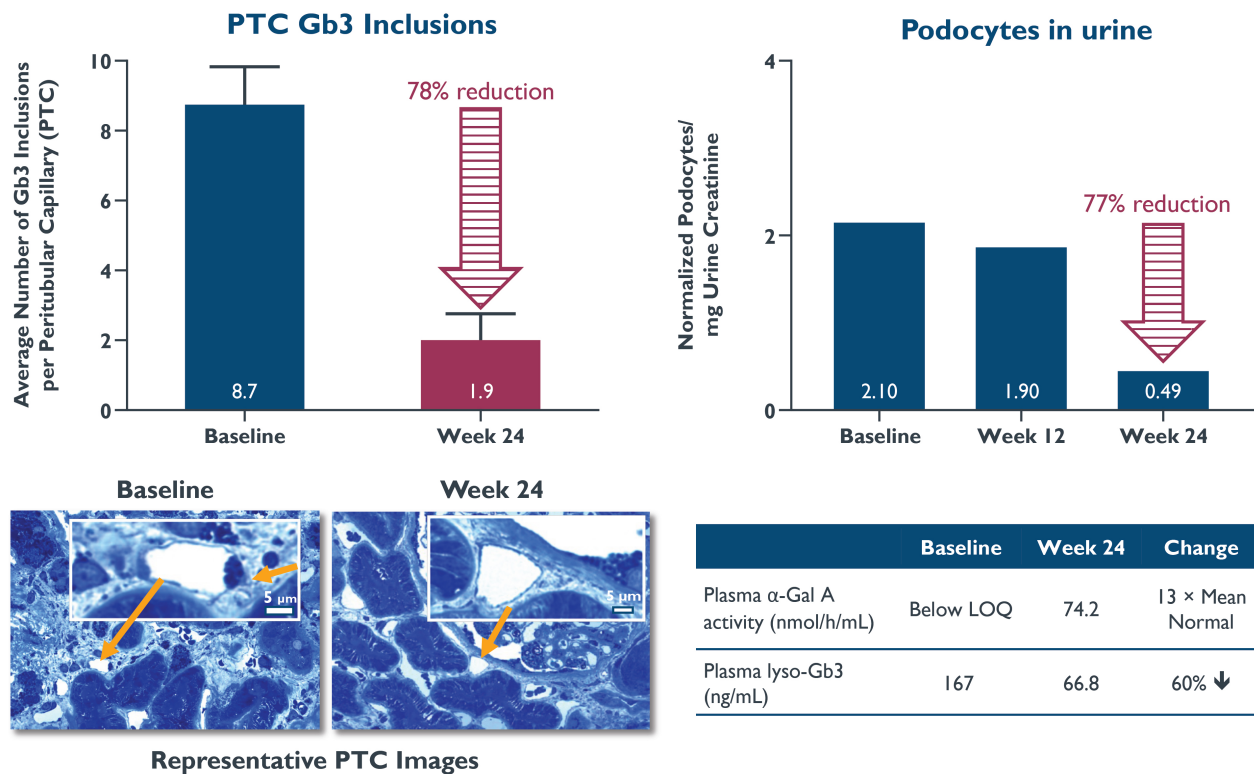 PTC Gb3 Inclusions
Average Number of Gb3 Inclusions
per Peritubular Capillary (PTC)
10
8
6
4
2
0
78% reduction
8.7
1.9
Baseline
Week 24
Podocytes in urine
Normalized Podocytes/
mg Urine Creatinine
4
2
0
77% reduction
2.10
1.90
0.49
Baseline
Week 12
Week 24
Baseline
Week 24
5 µm
5 µm
Representative PTC Images
Baseline Week 24 Change
Plasma α-Gal A
activity (nmol/h/mL)
Below LOQ
74.2
13 × Mean
Normal
Plasma lyso-Gb3
(ng/mL)
167
66.8
60%